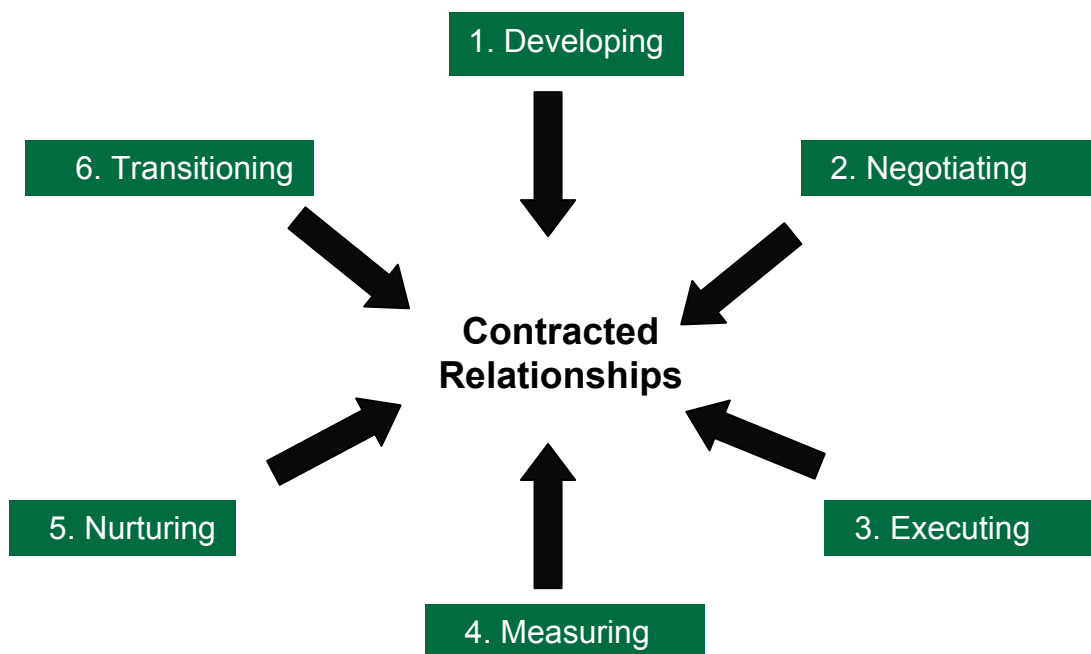 1. Developing
6. Transitioning
2. Negotiating
Contracted
Relationships
5. Nurturing
3. Executing
4. Measuring